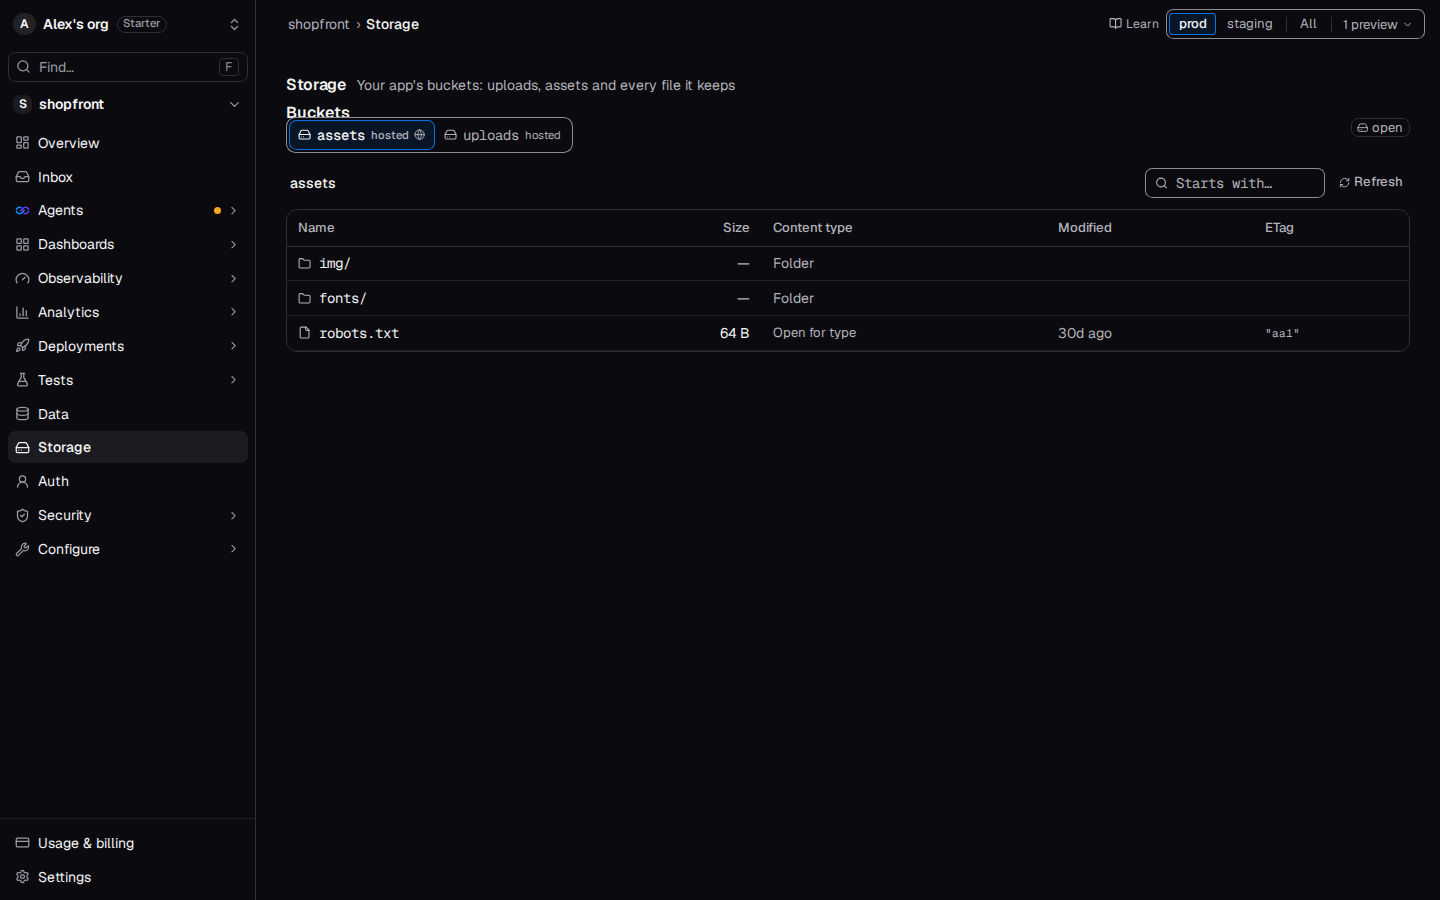 A Alex's org Starter
Find... F
S shopfront
Overview
Inbox
Agents
Dashboards
Observability
Analytics
Deployments
Tests
Data
Storage
Auth
Security
Configure
Usage & billing
Settings
shopfront › Storage
Learn prod staging All 1 preview
Storage Your app's buckets: uploads, assets and every file it keeps
Buckets
assets hosted uploads hosted
open
assets
Starts with... Refresh
Name Size Content type Modified ETag
img/ — Folder
fonts/ — Folder
robots.txt 64 B Open for type 30d ago "aa1"